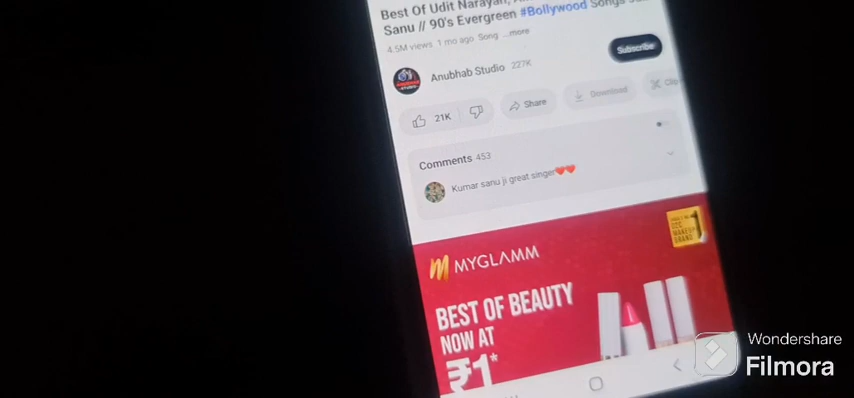 Best Of Udit Narayan,
Sanu // 90's Evergreen #Bollywood Songs
4.5M views 1 mo ago Song ...more
Anubhab Studio 227K
Subscribe
21K
Share
Download
Clip
Comments 453
Kumar sanu ji great singer❤️❤️
MYGLAMM
1
BEST OF BEAUTY
NOW AT
₹1*
Wondershare
Filmora